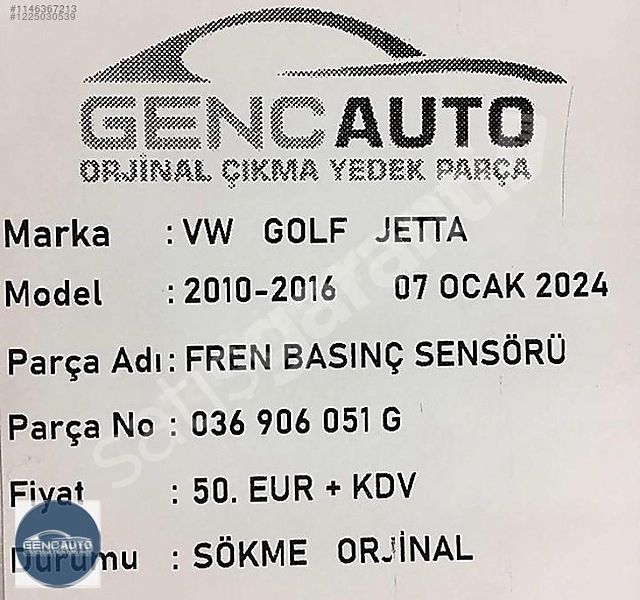 #1146367213
#1225030539
GENCAUTO
ORJİNAL ÇIKMA YEDEK PARÇA
Marka : VW GOLF JETTA
Model : 2010-2016 07 OCAK 2024
Parça Adı : FREN BASINÇ SENSÖRÜ
Parça No : 036 906 051 G
Fiyat : 50. EUR + KDV
Durumu : SÖKME ORJİNAL
GENCAUTO